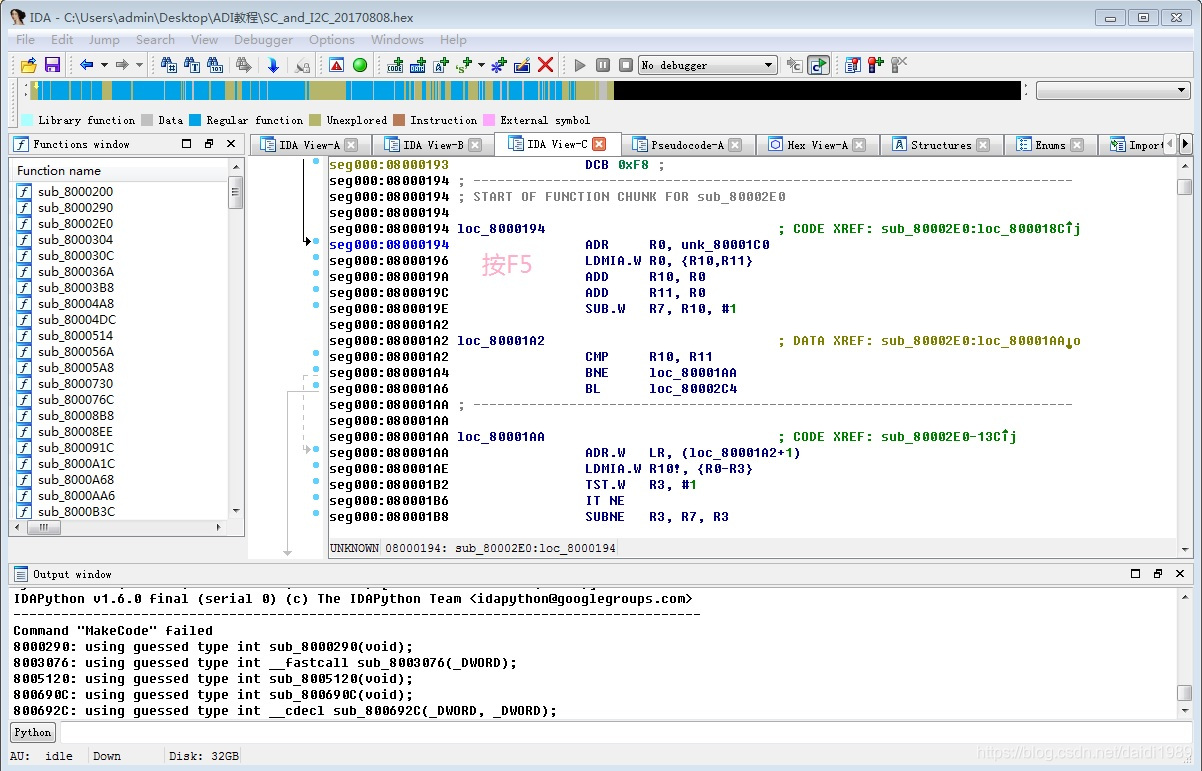 IDA - C:\Users\admin\Desktop\ADI教程\SC_and_I2C_20170808.hex
File Edit Jump Search View Debugger Options Windows Help
No debugger
Library function Data Regular function Unexplored Instruction External symbol
Functions window
IDA View-A IDA View-B IDA View-C Pseudocode-A Hex View-A Structures Enums Import
Function name
sub_8000200
sub_8000290
sub_80002E0
sub_8000304
sub_800030C
sub_800036A
sub_80003B8
sub_80004A8
sub_80004DC
sub_8000514
sub_800056A
sub_80005A8
sub_8000730
sub_800076C
sub_80008B8
sub_80008EE
sub_800091C
sub_8000A1C
sub_8000A68
sub_8000AA6
sub_8000B3C
seg000:08000193 DCB 0xF8 ;
seg000:08000194 ; ---------------------------------------------------------------------------
seg000:08000194 ; START OF FUNCTION CHUNK FOR sub_80002E0
seg000:08000194
seg000:08000194 loc_8000194 ; CODE XREF: sub_80002E0:loc_800018C↑j
seg000:08000194 ADR R0, unk_80001C0
seg000:08000196 LDMIA.W R0, {R10,R11}
按F5
seg000:0800019A ADD R10, R0
seg000:0800019C ADD R11, R0
seg000:0800019E SUB.W R7, R10, #1
seg000:080001A2
seg000:080001A2 loc_80001A2 ; DATA XREF: sub_80002E0:loc_80001AA↓o
seg000:080001A2 CMP R10, R11
seg000:080001A4 BNE loc_80001AA
seg000:080001A6 BL loc_80002C4
seg000:080001AA ; ---------------------------------------------------------------------------
seg000:080001AA
seg000:080001AA loc_80001AA ; CODE XREF: sub_80002E0-13C↑j
seg000:080001AA ADR.W LR, (loc_80001A2+1)
seg000:080001AE LDMIA.W R10!, {R0-R3}
seg000:080001B2 TST.W R3, #1
seg000:080001B6 IT NE
seg000:080001B8 SUBNE R3, R7, R3
UNKNOWN 08000194: sub_80002E0:loc_8000194
Output window
IDAPython v1.6.0 final (serial 0) (c) The IDAPython Team <idapython@googlegroups.com>
---------------------------------------------------------------------------------------
Command "MakeCode" failed
8000290: using guessed type int sub_8000290(void);
8003076: using guessed type int __fastcall sub_8003076(_DWORD);
8005120: using guessed type int sub_8005120(void);
800690C: using guessed type int sub_800690C(void);
800692C: using guessed type int __cdecl sub_800692C(_DWORD, _DWORD);
Python
AU: idle Down Disk: 32GB
https://blog.csdn.net/daidi1989